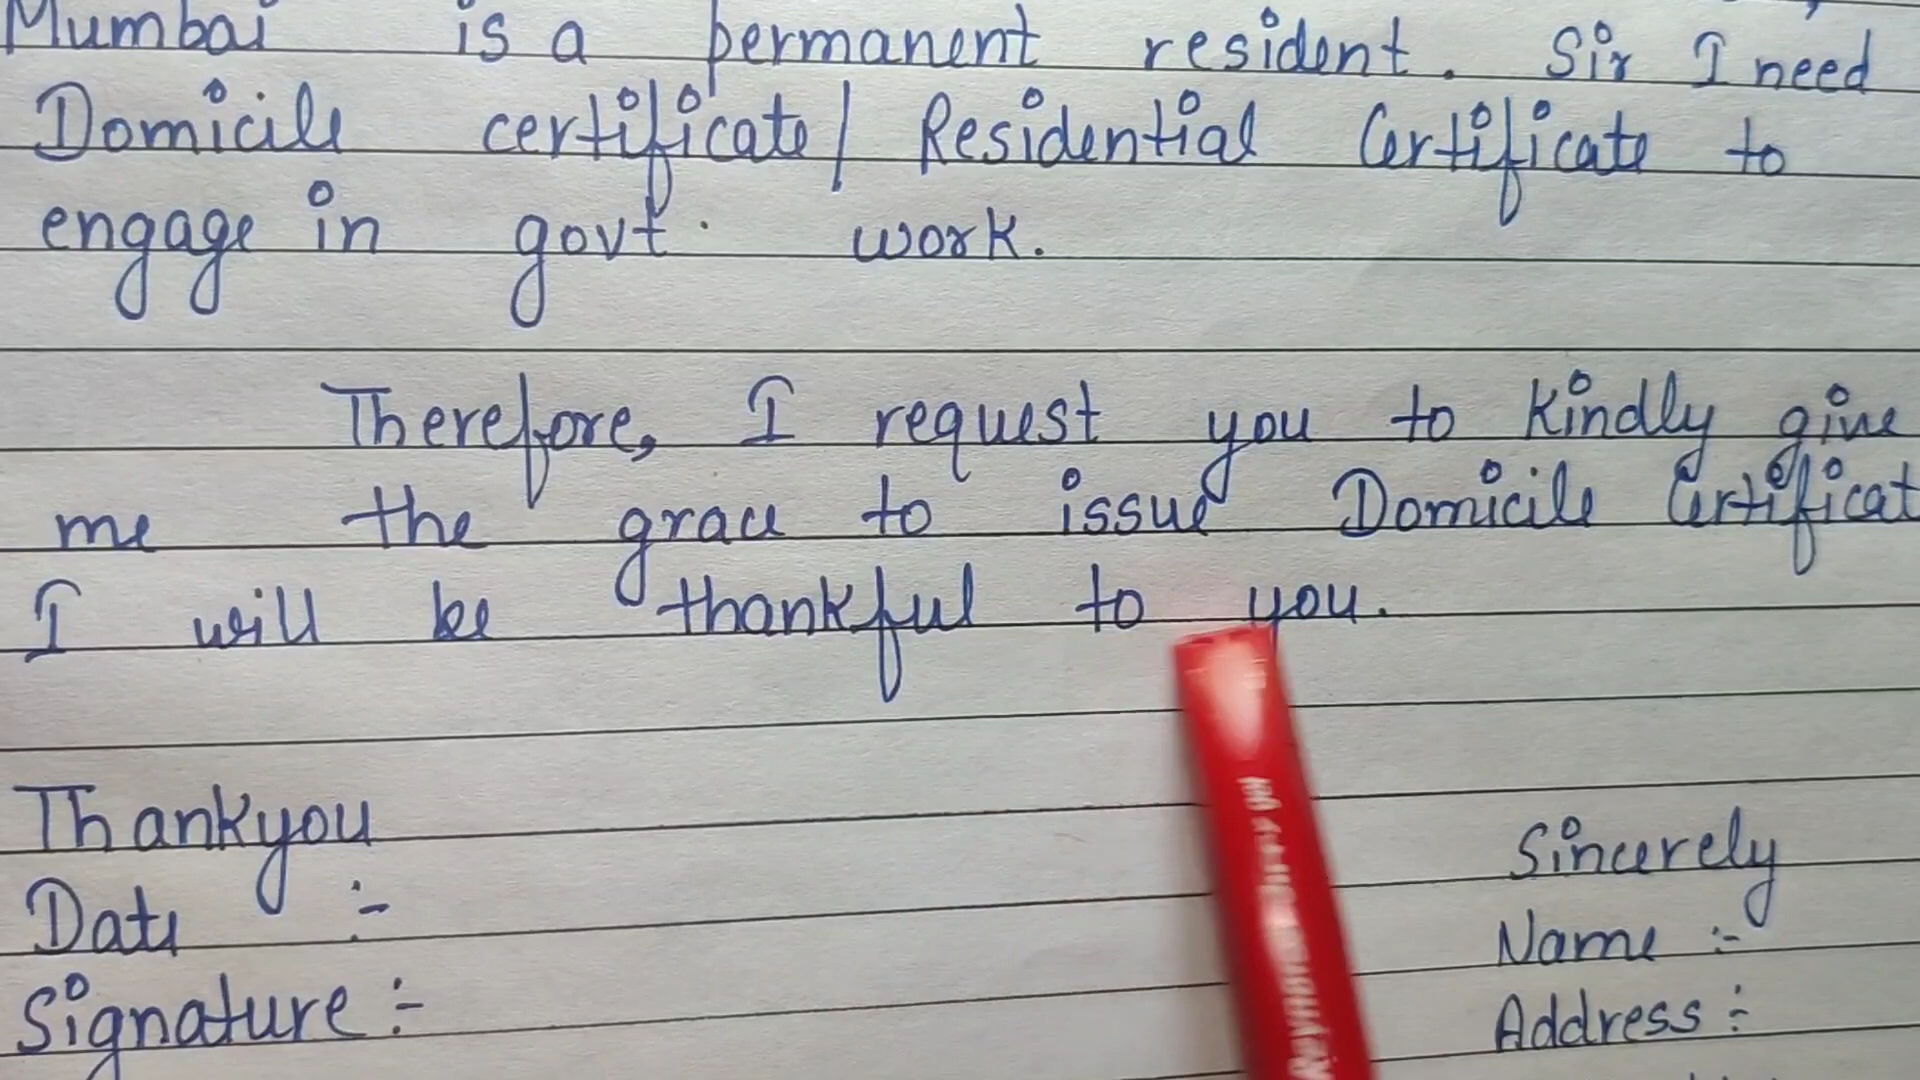 Mumbai is a permanent resident. Sir I need
Domicile certificate/ Residential Certificate to
engage in govt. work.
Therefore, I request you to kindly give
me the grace to issue Domicile Certificat
I will be thankful to you.
Thankyou
Sincerely
Date :-
Name :-
Signature :-
Address :-